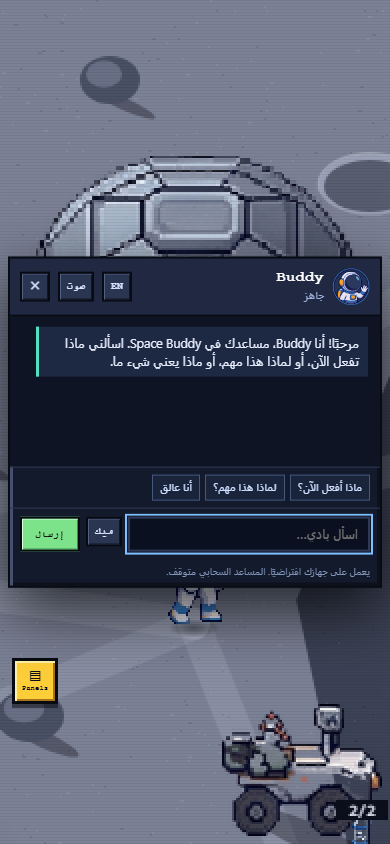 Buddy
جاهز
EN
صوت
✕
مرحبًا! أنا Buddy، مساعدك في Space Buddy. اسألني ماذا
تفعل الآن، أو لماذا هذا مهم، أو ماذا يعني شيء ما.
ماذا أفعل الآن؟
لماذا هذا مهم؟
أنا عالق
اسأل بادي...
ميك
إرسال
يعمل على جهازك افتراضيًا. المساعد السحابي متوقف.
Panels
2/2